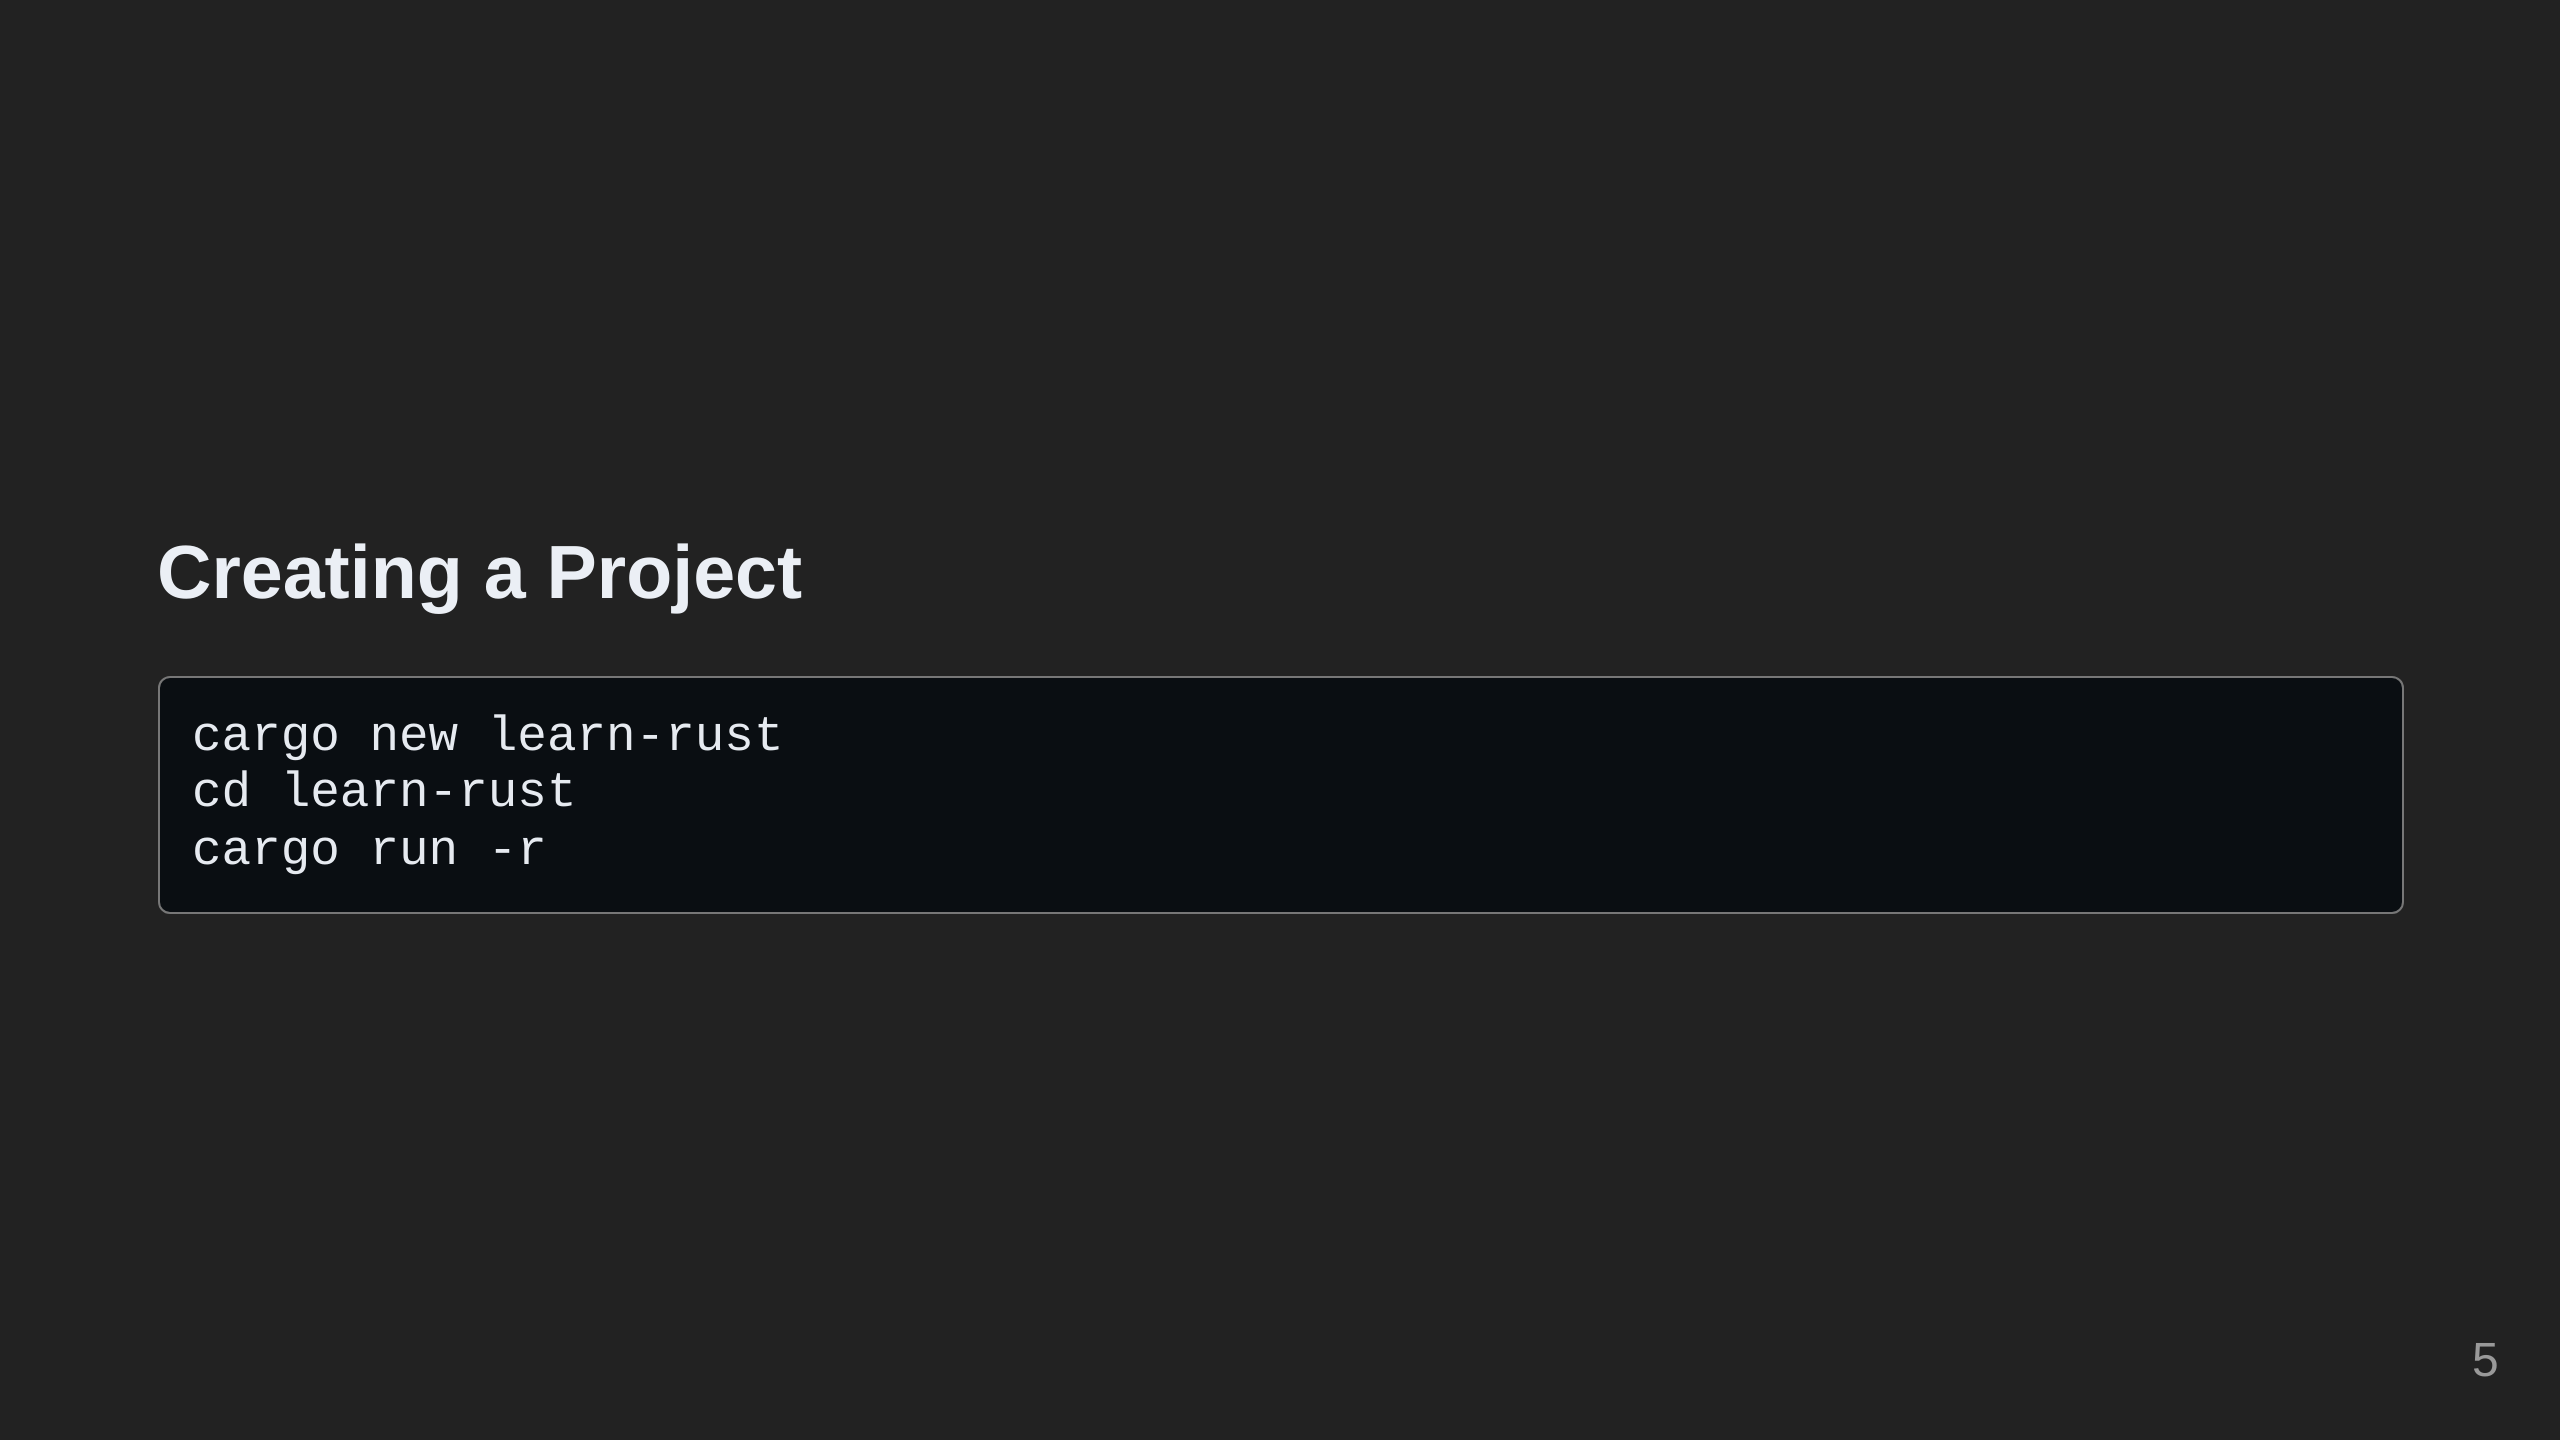 Creating a Project
cargo new learn-rust
cd learn-rust
cargo run -r
5